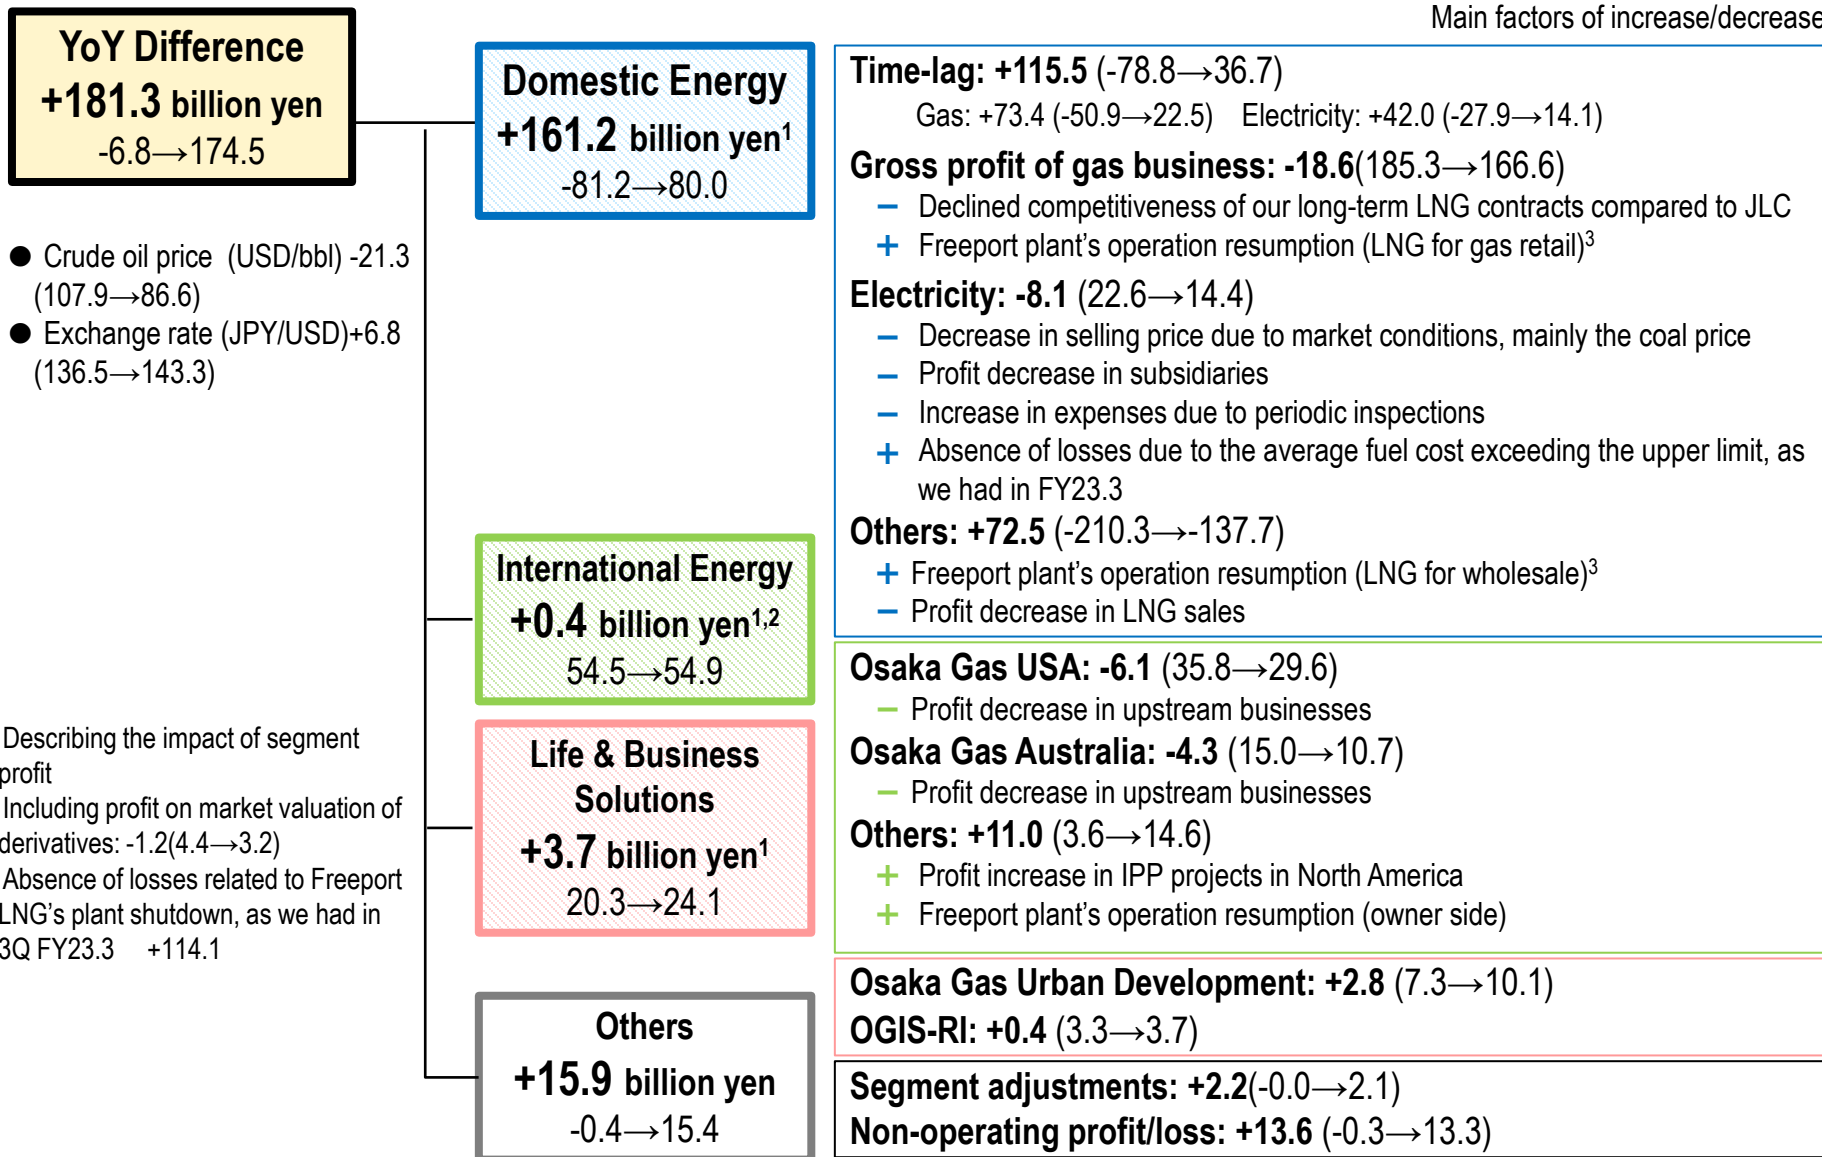 Main factors of increase/decrease
YoY Difference
+181.3 billion yen
-6.8→174.5
● Crude oil price (USD/bbl) -21.3
(107.9→86.6)
● Exchange rate (JPY/USD)+6.8
(136.5→143.3)
Describing the impact of segment
profit
Including profit on market valuation of
derivatives: -1.2(4.4→3.2)
Absence of losses related to Freeport
LNG's plant shutdown, as we had in
3Q FY23.3 +114.1
Domestic Energy
+161.2 billion yen¹
-81.2→80.0
Time-lag: +115.5 (-78.8→36.7)
Gas: +73.4 (-50.9→22.5) Electricity: +42.0 (-27.9→14.1)
Gross profit of gas business: -18.6(185.3→166.6)
− Declined competitiveness of our long-term LNG contracts compared to JLC
+ Freeport plant's operation resumption (LNG for gas retail)³
Electricity: -8.1 (22.6→14.4)
− Decrease in selling price due to market conditions, mainly the coal price
− Profit decrease in subsidiaries
− Increase in expenses due to periodic inspections
+ Absence of losses due to the average fuel cost exceeding the upper limit, as
we had in FY23.3
Others: +72.5 (-210.3→-137.7)
+ Freeport plant's operation resumption (LNG for wholesale)³
− Profit decrease in LNG sales
International Energy
+0.4 billion yen¹,²
54.5→54.9
Osaka Gas USA: -6.1 (35.8→29.6)
− Profit decrease in upstream businesses
Osaka Gas Australia: -4.3 (15.0→10.7)
− Profit decrease in upstream businesses
Others: +11.0 (3.6→14.6)
+ Profit increase in IPP projects in North America
+ Freeport plant's operation resumption (owner side)
Life & Business
Solutions
+3.7 billion yen¹
20.3→24.1
Osaka Gas Urban Development: +2.8 (7.3→10.1)
OGIS-RI: +0.4 (3.3→3.7)
Others
+15.9 billion yen
-0.4→15.4
Segment adjustments: +2.2(-0.0→2.1)
Non-operating profit/loss: +13.6 (-0.3→13.3)